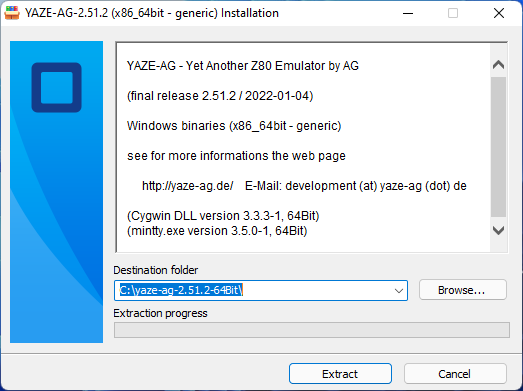 YAZE-AG-2.51.2 (x86_64bit - generic) Installation
YAZE-AG - Yet Another Z80 Emulator by AG
(final release 2.51.2 / 2022-01-04)
Windows binaries (x86_64bit - generic)
see for more informations the web page
http://yaze-ag.de/    E-Mail: development (at) yaze-ag (dot) de
(Cygwin DLL version 3.3.3-1, 64Bit)
(mintty.exe version 3.5.0-1, 64Bit)
Destination folder
C:\yaze-ag-2.51.2-64Bit\
Browse...
Extraction progress
Extract
Cancel